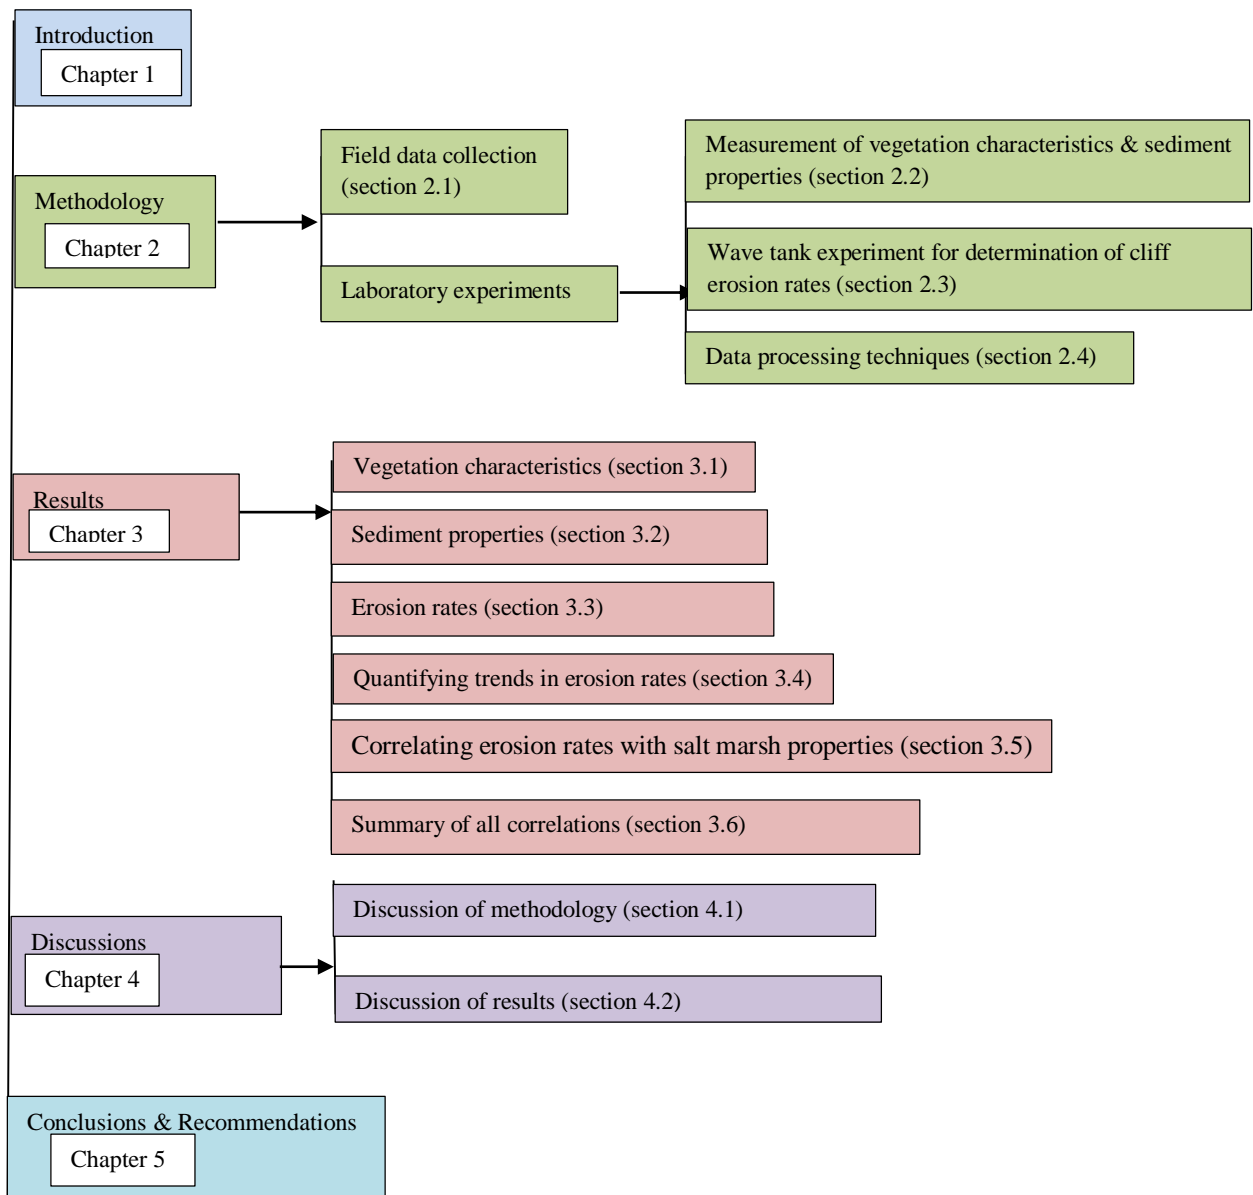 Introduction
Chapter 1
Methodology
Chapter 2
Field data collection
(section 2.1)
Laboratory experiments
Measurement of vegetation characteristics & sediment
properties (section 2.2)
Wave tank experiment for determination of cliff
erosion rates (section 2.3)
Data processing techniques (section 2.4)
Results
Chapter 3
Vegetation characteristics (section 3.1)
Sediment properties (section 3.2)
Erosion rates (section 3.3)
Quantifying trends in erosion rates (section 3.4)
Correlating erosion rates with salt marsh properties (section 3.5)
Summary of all correlations (section 3.6)
Discussions
Chapter 4
Discussion of methodology (section 4.1)
Discussion of results (section 4.2)
Conclusions & Recommendations
Chapter 5